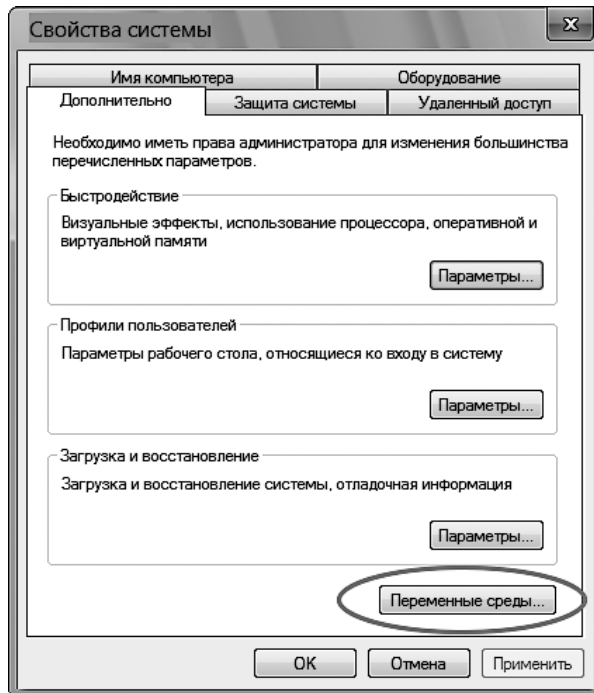 Свойства системы
Имя компьютера
Оборудование
Дополнительно
Защита системы
Удаленный доступ
Необходимо иметь права администратора для изменения большинства
перечисленных параметров.
Быстродействие
Визуальные эффекты, использование процессора, оперативной и
виртуальной памяти
Параметры...
Профили пользователей
Параметры рабочего стола, относящиеся ко входу в систему
Параметры...
Загрузка и восстановление
Загрузка и восстановление системы, отладочная информация
Параметры...
Переменные среды...
ОК
Отмена
Применить